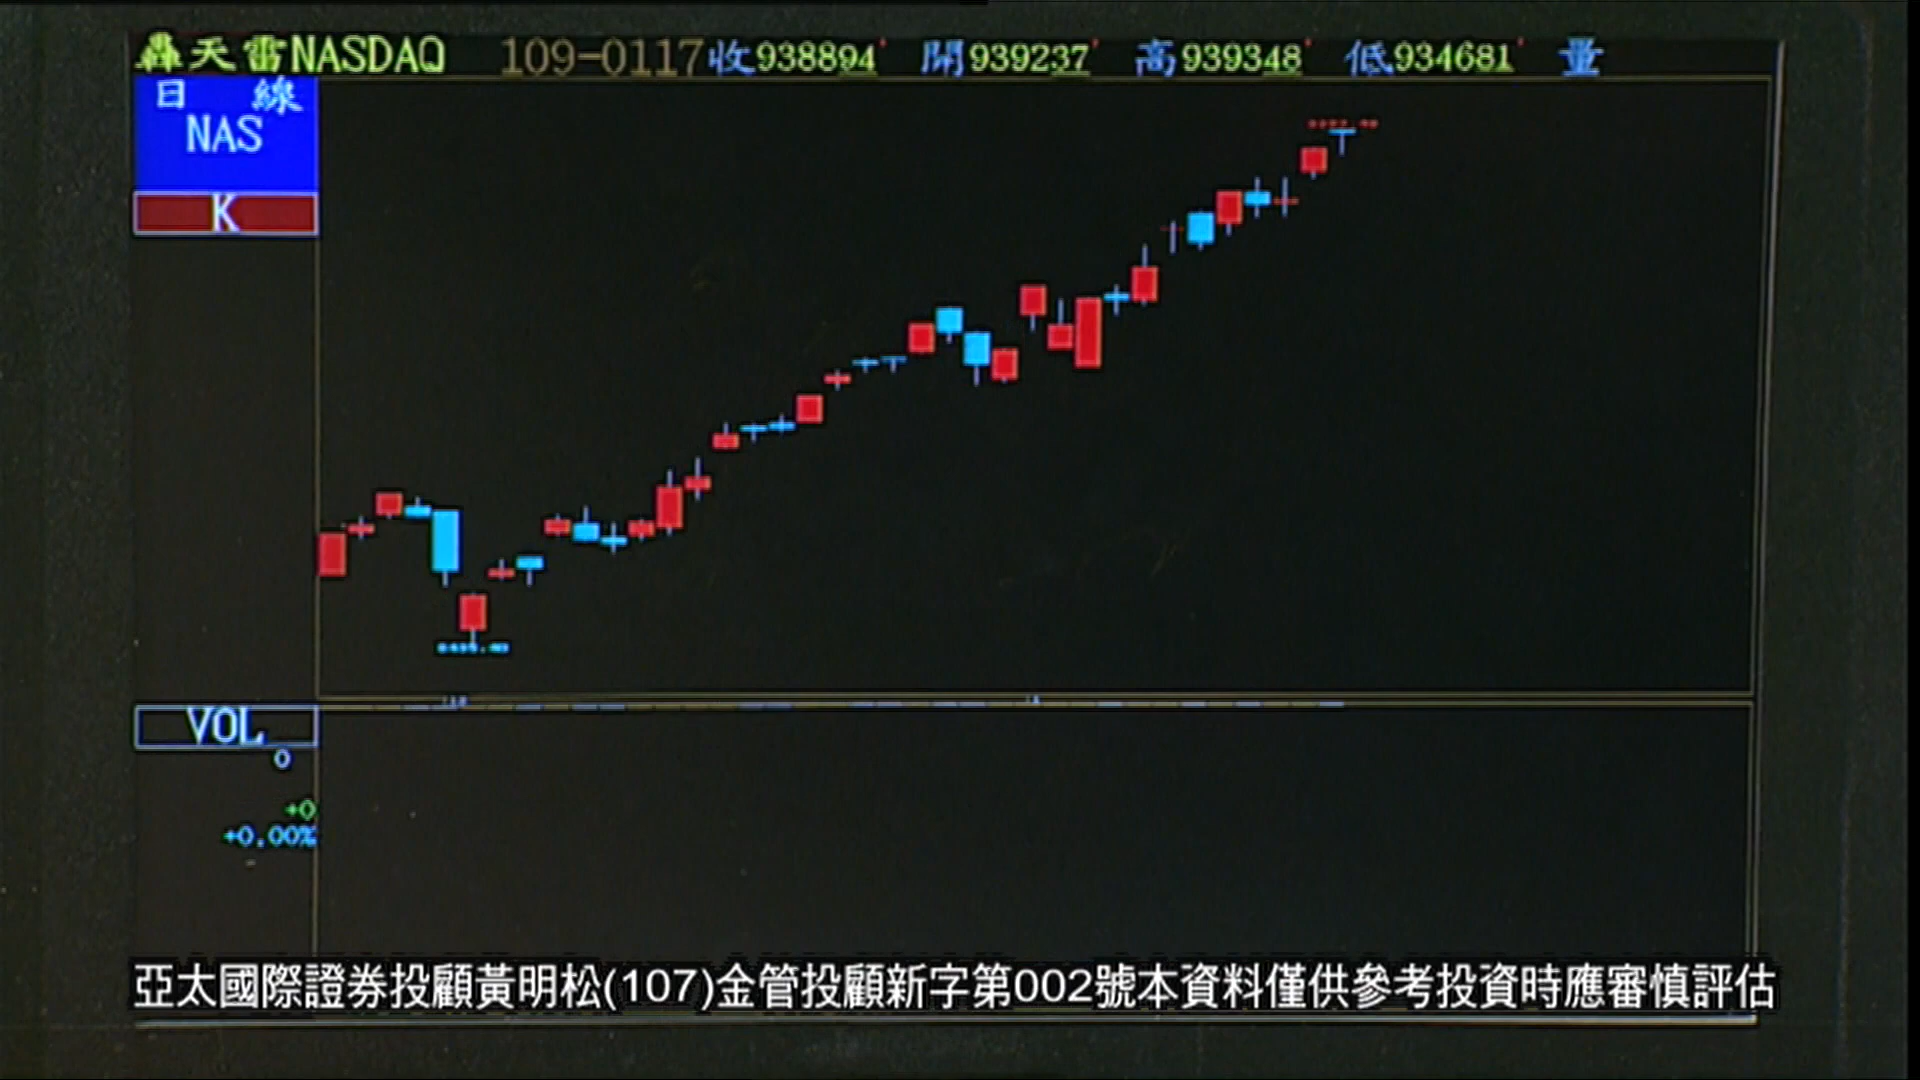 轟天雷NASDAQ 109-0117 收938894 開939237 高939348 低934681 量
日 線
NAS
K
VOL
0
+0
+0.00%
亞太國際證券投顧黃明松(107)金管投顧新字第002號本資料僅供參考投資時應審慎評估